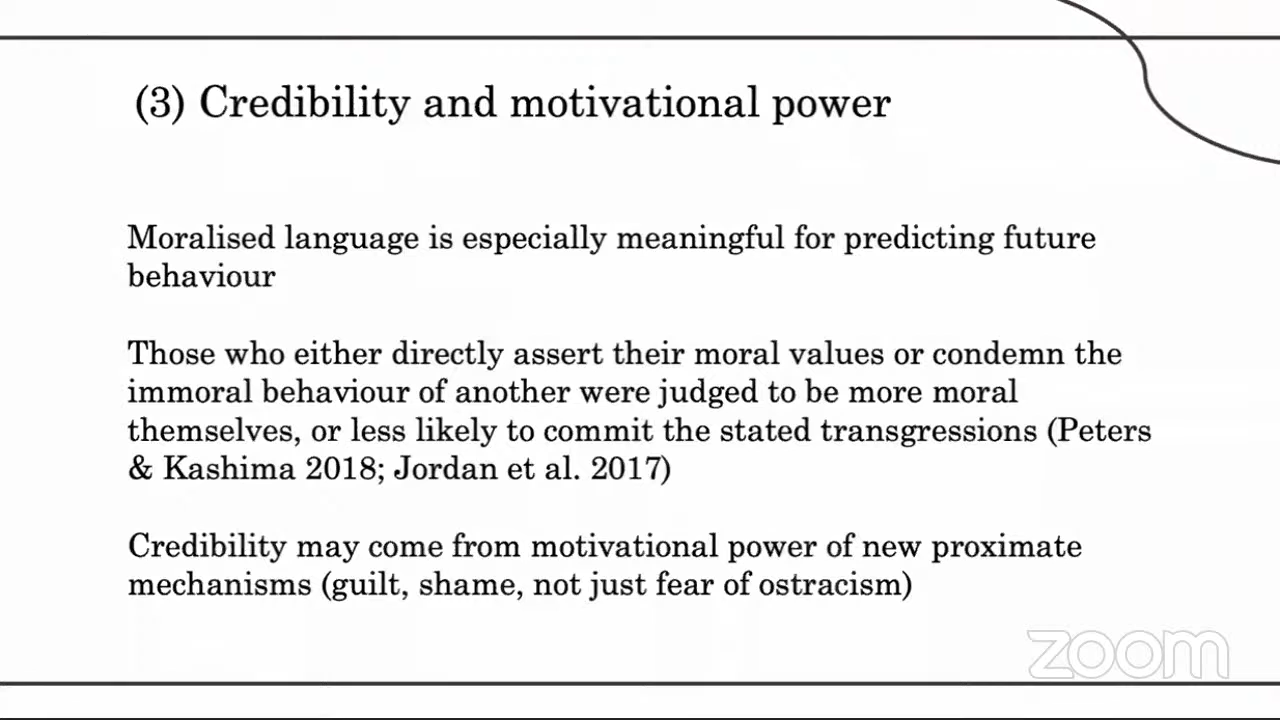 (3) Credibility and motivational power
Moralised language is especially meaningful for predicting future
behaviour
Those who either directly assert their moral values or condemn the
immoral behaviour of another were judged to be more moral
themselves, or less likely to commit the stated transgressions (Peters
& Kashima 2018; Jordan et al. 2017)
Credibility may come from motivational power of new proximate
mechanisms (guilt, shame, not just fear of ostracism)
zoom